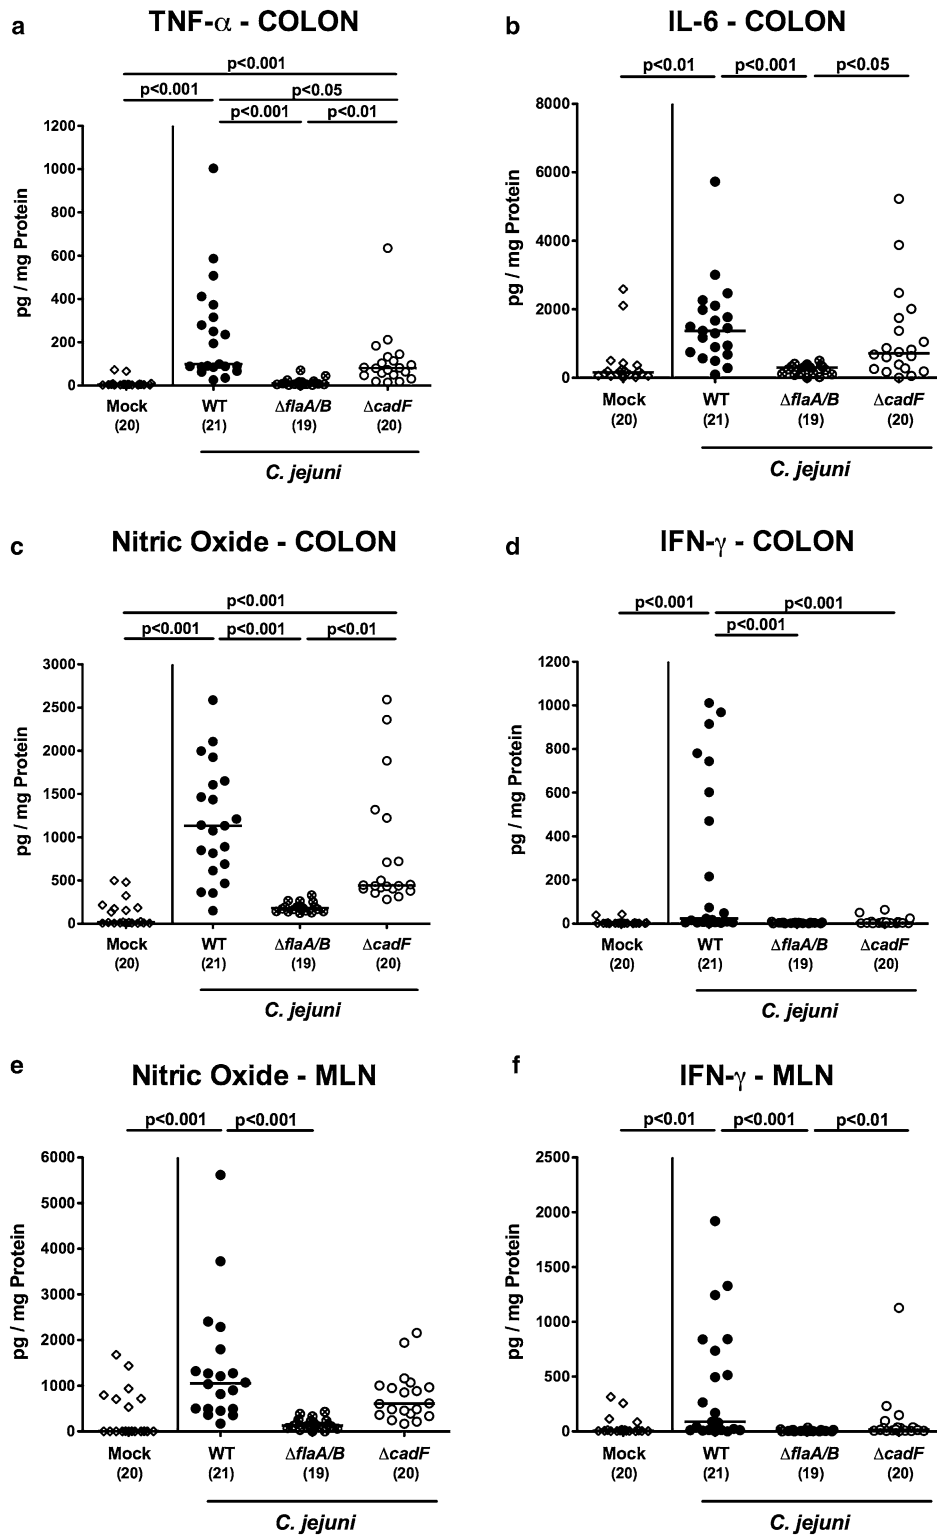 a
TNF-α - COLON
p<0.001
p<0.001
p<0.05
p<0.001
p<0.01
pg / mg Protein
1200
1000
800
600
400
200
0
Mock
WT
ΔflaA/B
ΔcadF
(20)
(21)
(19)
(20)
C. jejuni
b
IL-6 - COLON
p<0.01
p<0.001
p<0.05
pg / mg Protein
8000
6000
4000
2000
0
Mock
WT
ΔflaA/B
ΔcadF
(20)
(21)
(19)
(20)
C. jejuni
c
Nitric Oxide - COLON
p<0.001
p<0.001
p<0.001
p<0.01
pg / mg Protein
3000
2500
2000
1500
1000
500
0
Mock
WT
ΔflaA/B
ΔcadF
(20)
(21)
(19)
(20)
C. jejuni
d
IFN-γ - COLON
p<0.001
p<0.001
p<0.001
pg / mg Protein
1200
1000
800
600
400
200
0
Mock
WT
ΔflaA/B
ΔcadF
(20)
(21)
(19)
(20)
C. jejuni
e
Nitric Oxide - MLN
p<0.001
p<0.001
pg / mg Protein
6000
5000
4000
3000
2000
1000
0
Mock
WT
ΔflaA/B
ΔcadF
(20)
(21)
(19)
(20)
C. jejuni
f
IFN-γ - MLN
p<0.01
p<0.001
p<0.01
pg / mg Protein
2500
2000
1500
1000
500
0
Mock
WT
ΔflaA/B
ΔcadF
(20)
(21)
(19)
(20)
C. jejuni